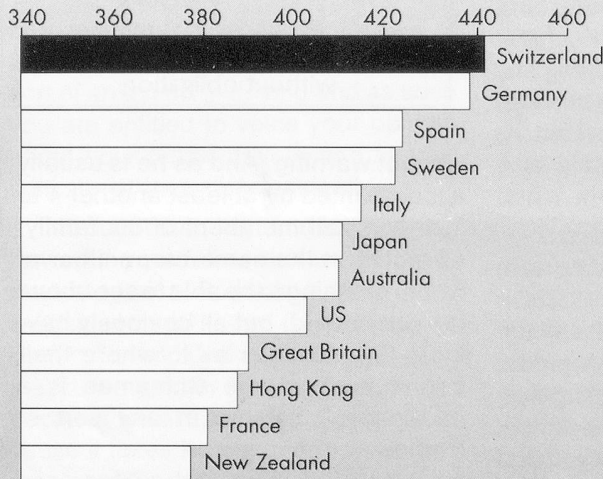 340 360 380 400 420 440 460
Switzerland
Germany
Spain
Sweden
Italy
Japan
Australia
US
Great Britain
Hong Kong
France
New Zealand